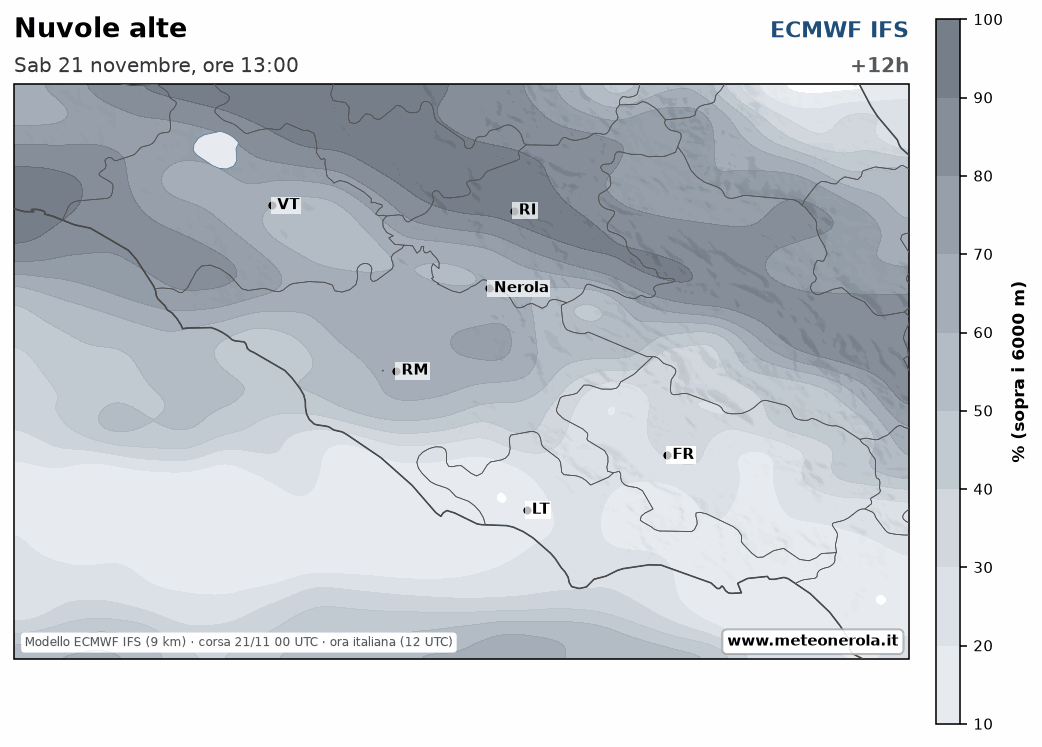 Nuvole alte
ECMWF IFS
Sab 21 novembre, ore 13:00
+12h
VT
RI
Nerola
RM
FR
LT
Modello ECMWF IFS (9 km) · corsa 21/11 00 UTC · ora italiana (12 UTC)
www.meteonerola.it
100
90
80
70
60
50
40
30
20
10
% (sopra i 6000 m)